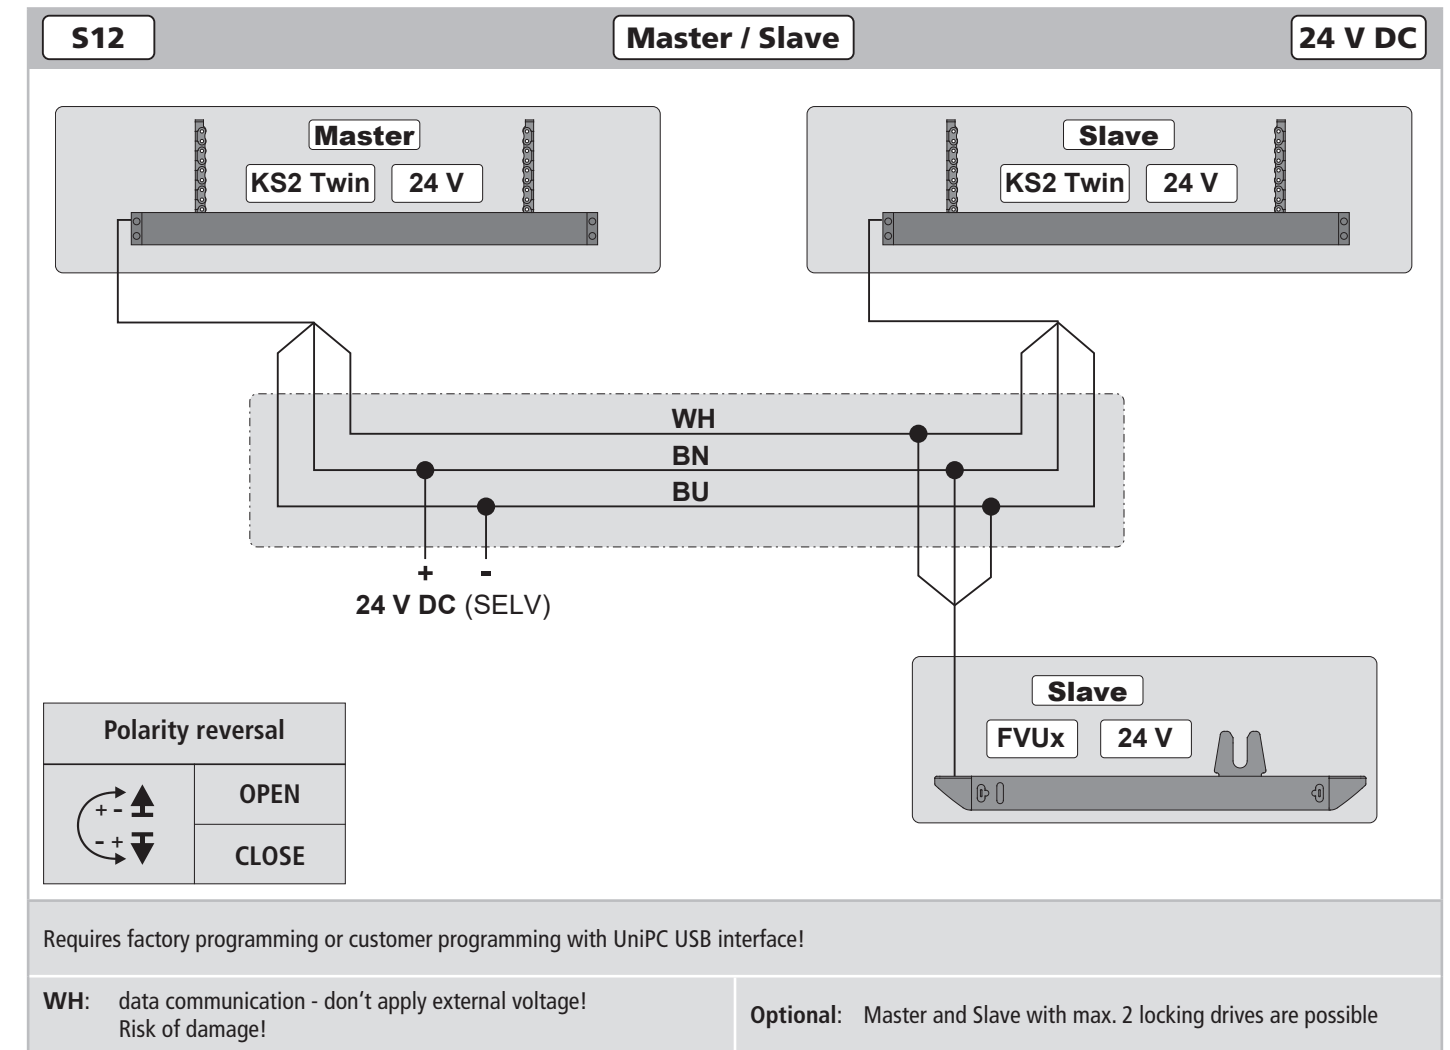 S12
Master / Slave
24 V DC
Master
KS2 Twin
24 V
Slave
KS2 Twin
24 V
WH
BN
BU
+ -
24 V DC (SELV)
Slave
FVUx
24 V
Polarity reversal
+ -
OPEN
- +
CLOSE
Requires factory programming or customer programming with UniPC USB interface!
WH: data communication - don’t apply external voltage!
Risk of damage!
Optional: Master and Slave with max. 2 locking drives are possible